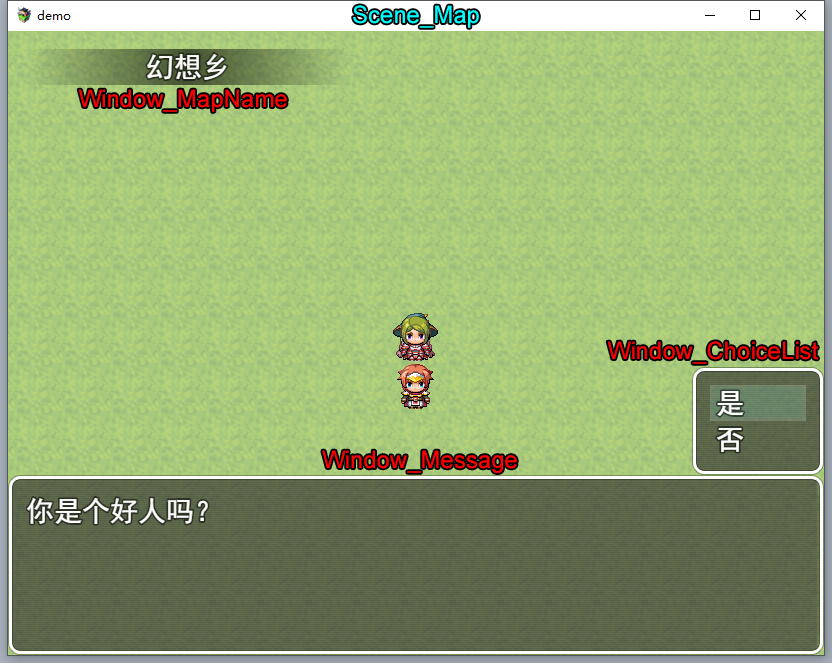 demo
Scene_Map
幻想乡
Window_MapName
Window_ChoiceList
是
否
Window_Message
你是个好人吗?